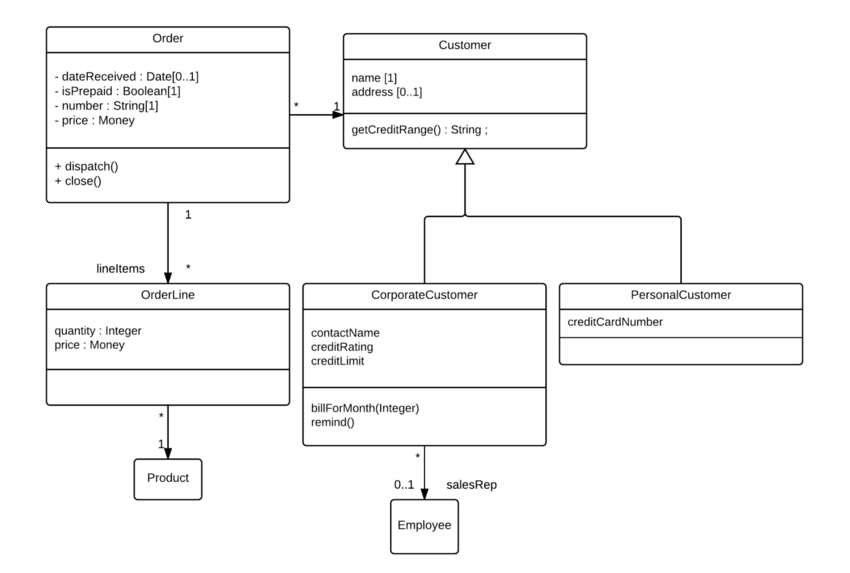 Order
- dateReceived : Date[0..1]
- isPrepaid : Boolean[1]
- number : String[1]
- price : Money
+ dispatch()
+ close()
* 1
Customer
name [1]
address [0..1]
getCreditRange() : String ;
1
lineItems *
OrderLine
quantity : Integer
price : Money
*
1
Product
CorporateCustomer
contactName
creditRating
creditLimit
billForMonth(Integer)
remind()
*
0..1 salesRep
Employee
PersonalCustomer
creditCardNumber